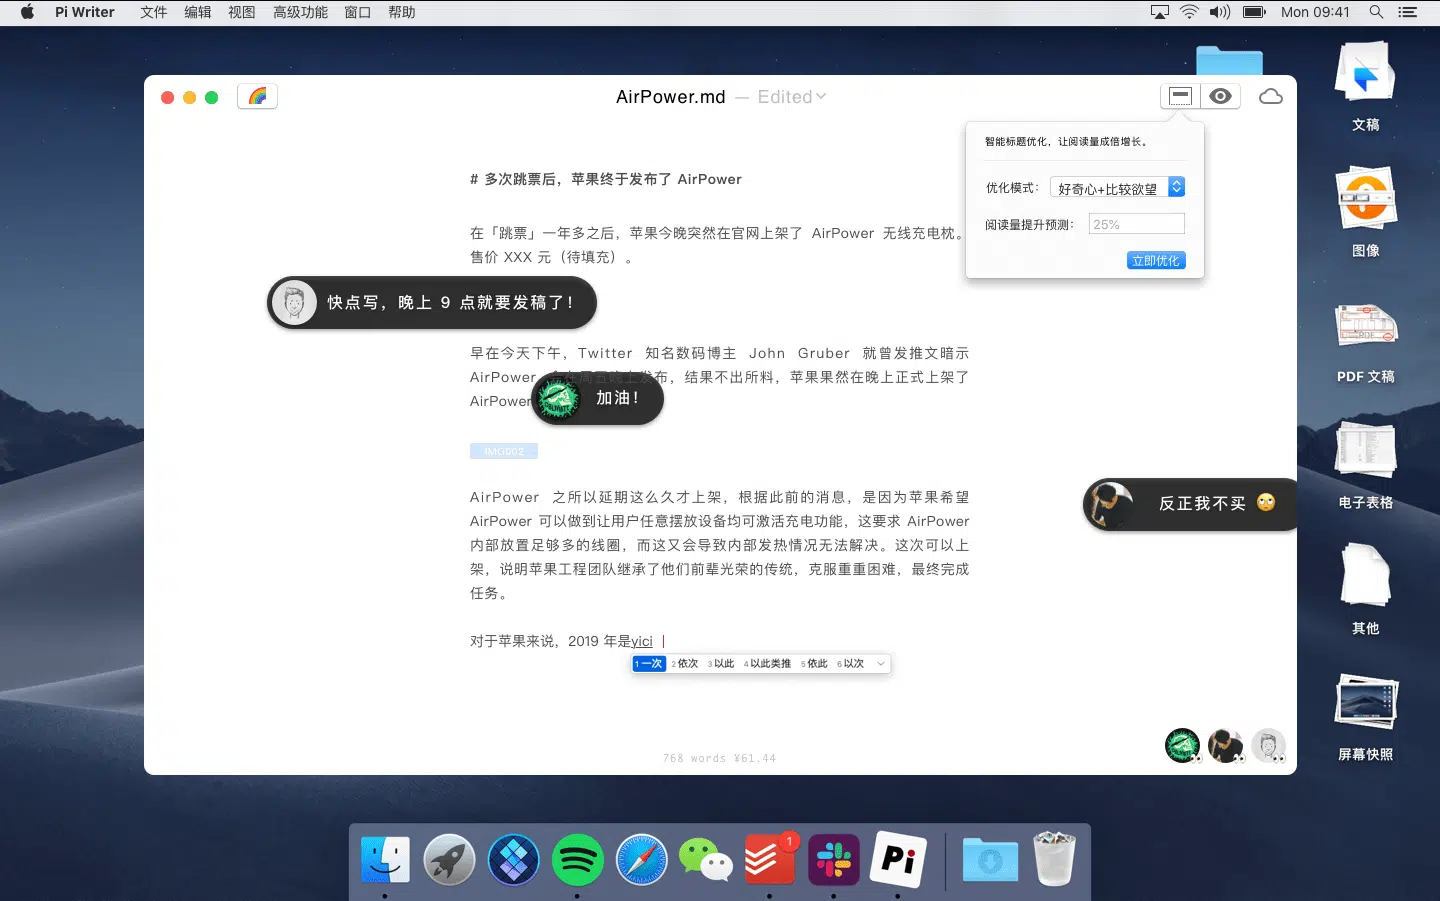 Pi Writer 文件 编辑 视图 高级功能 窗口 帮助 Mon 09:41
AirPower.md — Edited
智能标题优化，让阅读量成倍增长。
优化模式： 好奇心+比较欲望
阅读量提升预测： 25%
立即优化
# 多次跳票后，苹果终于发布了 AirPower
在「跳票」一年多之后，苹果今晚突然在官网上架了 AirPower 无线充电枕。
售价 XXX 元（待填充）。
快点写，晚上 9 点就要发稿了！
早在今天下午，Twitter 知名数码博主 John Gruber 就曾发推文暗示
AirPower 会在周五晚上发布，结果不出所料，苹果果然在晚上正式上架了
AirPower
加油！
IMG002
AirPower 之所以延期这么久才上架，根据此前的消息，是因为苹果希望
AirPower 可以做到让用户任意摆放设备均可激活充电功能，这要求 AirPower
内部放置足够多的线圈，而这又会导致内部发热情况无法解决。这次可以上
架，说明苹果工程团队继承了他们前辈光荣的传统，克服重重困难，最终完成
任务。
反正我不买 🙄
对于苹果来说，2019 年是yici
1 一次 2 依次 3 以此 4 以此类推 5 依此 6 以次
768 words ¥61.44
文稿
图像
PDF
PDF 文稿
电子表格
其他
屏幕快照
1
Pi